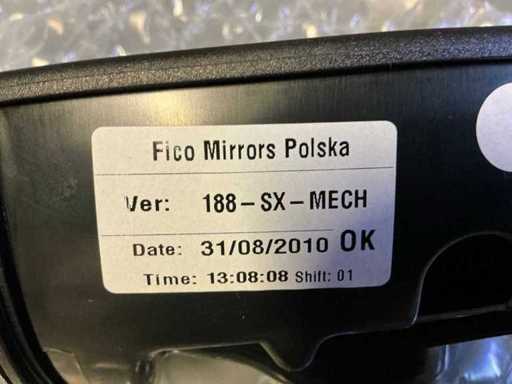 Fico Mirrors Polska
Ver: 188-SX-MECH
Date: 31/08/2010 OK
Time: 13:08:08 Shift: 01